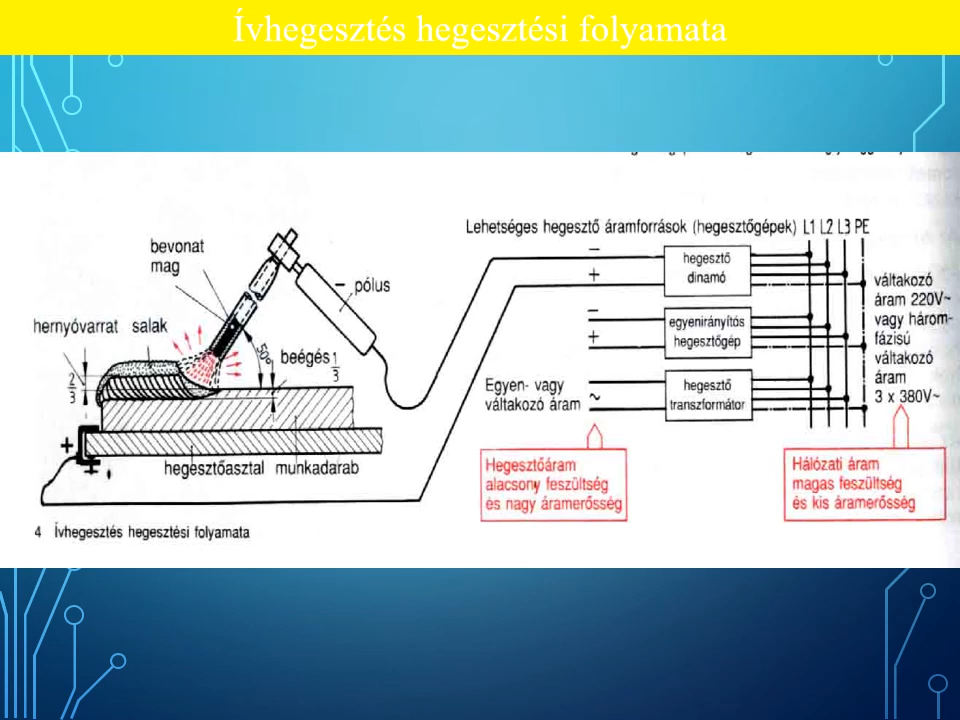 Ívhegesztés hegesztési folyamata
Lehetséges hegesztő áramforrások (hegesztőgépek) L1 L2 L3 PE
bevonat
mag
− pólus
hernyóvarrat salak
50°
beégés 1/3
2/3
+
hegesztőasztal munkadarab
−
+
hegesztő
dinamó
−
+
egyenirányítós
hegesztőgép
Egyen- vagy
váltakozó áram
~
hegesztő
transzformátor
váltakozó
áram 220V~
vagy három-
fázisú
váltakozó
áram
3 x 380V~
Hegesztőáram
alacsony feszültség
és nagy áramerősség
Hálózati áram
magas feszültség
és kis áramerősség
4 Ívhegesztés hegesztési folyamata